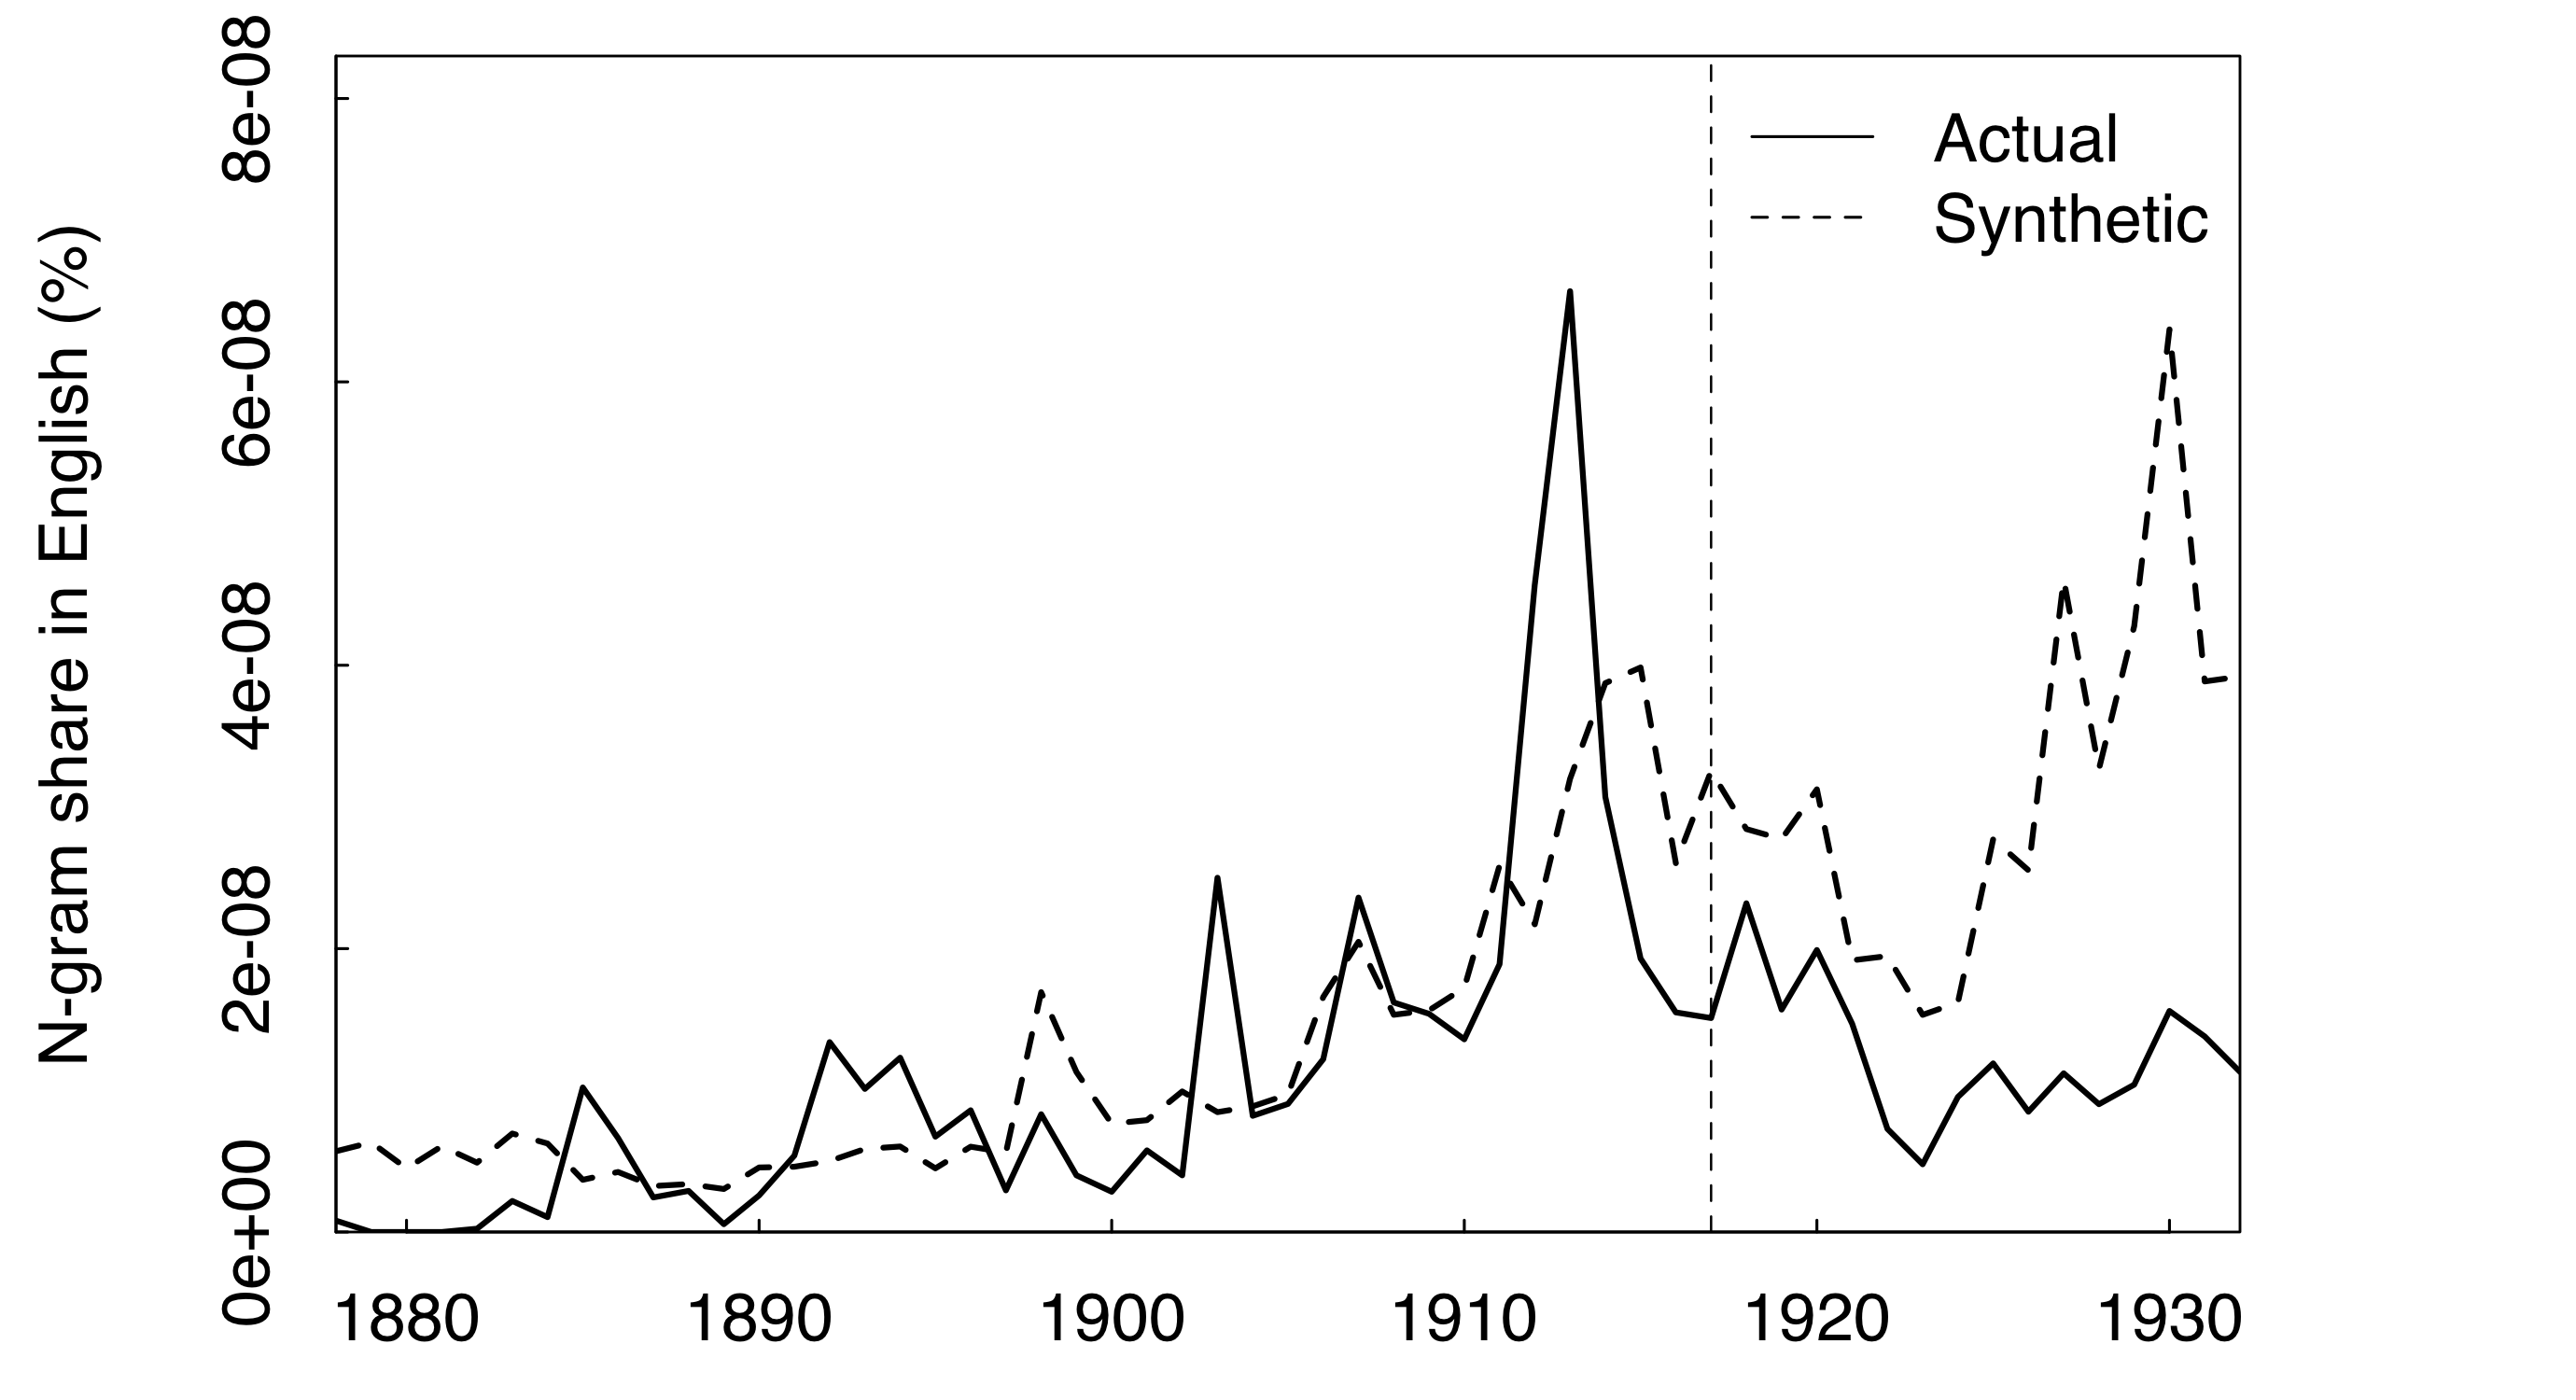 N-gram share in English (%)
8e-08
6e-08
4e-08
2e-08
0e+00
Actual
Synthetic
1880 1890 1900 1910 1920 1930